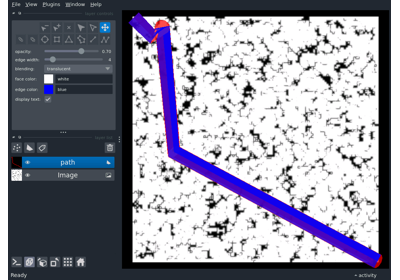 File View Plugins Window Help
opacity: 0.70
edge width: 4
blending: translucent
face color: white
edge color: blue
display text: ✓
path
Image
Ready
activity